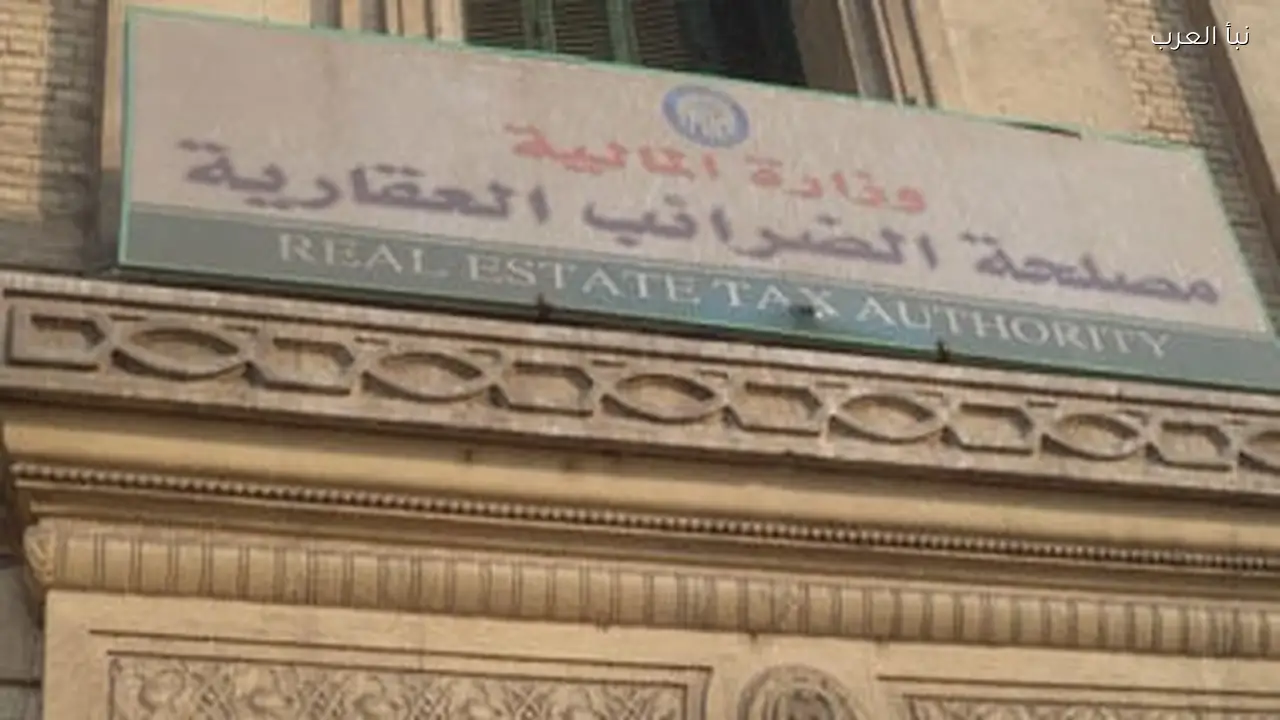 نبأ العرب
وزارة المالية
مصلحة الضرائب العقارية
REAL ESTATE TAX AUTHORITY